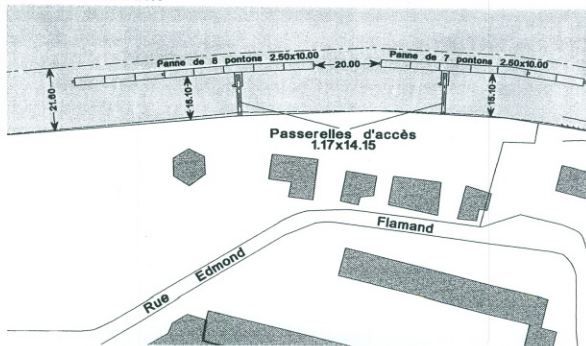 Panne de 8 pontons 2.50x10.00
Panne de 7 pontons 2.50x10.00
20.00
21.60
15.10
15.10
Passerelles d'accès
1.17x14.15
Rue Edmond Flamand